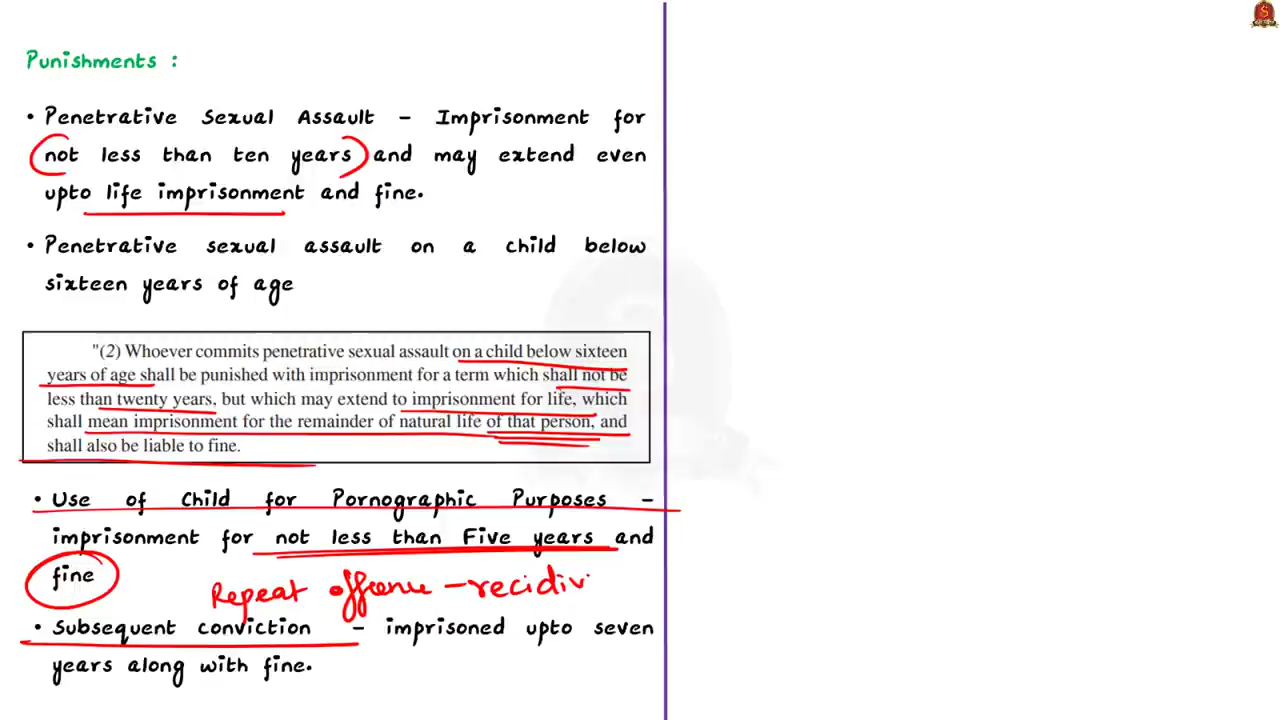 Punishments :
• Penetrative Sexual Assault – Imprisonment for
not less than ten years and may extend even
upto life imprisonment and fine.
• Penetrative sexual assault on a child below
sixteen years of age
"(2) Whoever commits penetrative sexual assault on a child below sixteen
years of age shall be punished with imprisonment for a term which shall not be
less than twenty years, but which may extend to imprisonment for life, which
shall mean imprisonment for the remainder of natural life of that person, and
shall also be liable to fine.
• Use of Child for Pornographic Purposes –
imprisonment for not less than Five years and
fine
Repeat offence – recidiv
• Subsequent conviction – imprisoned upto seven
years along with fine.